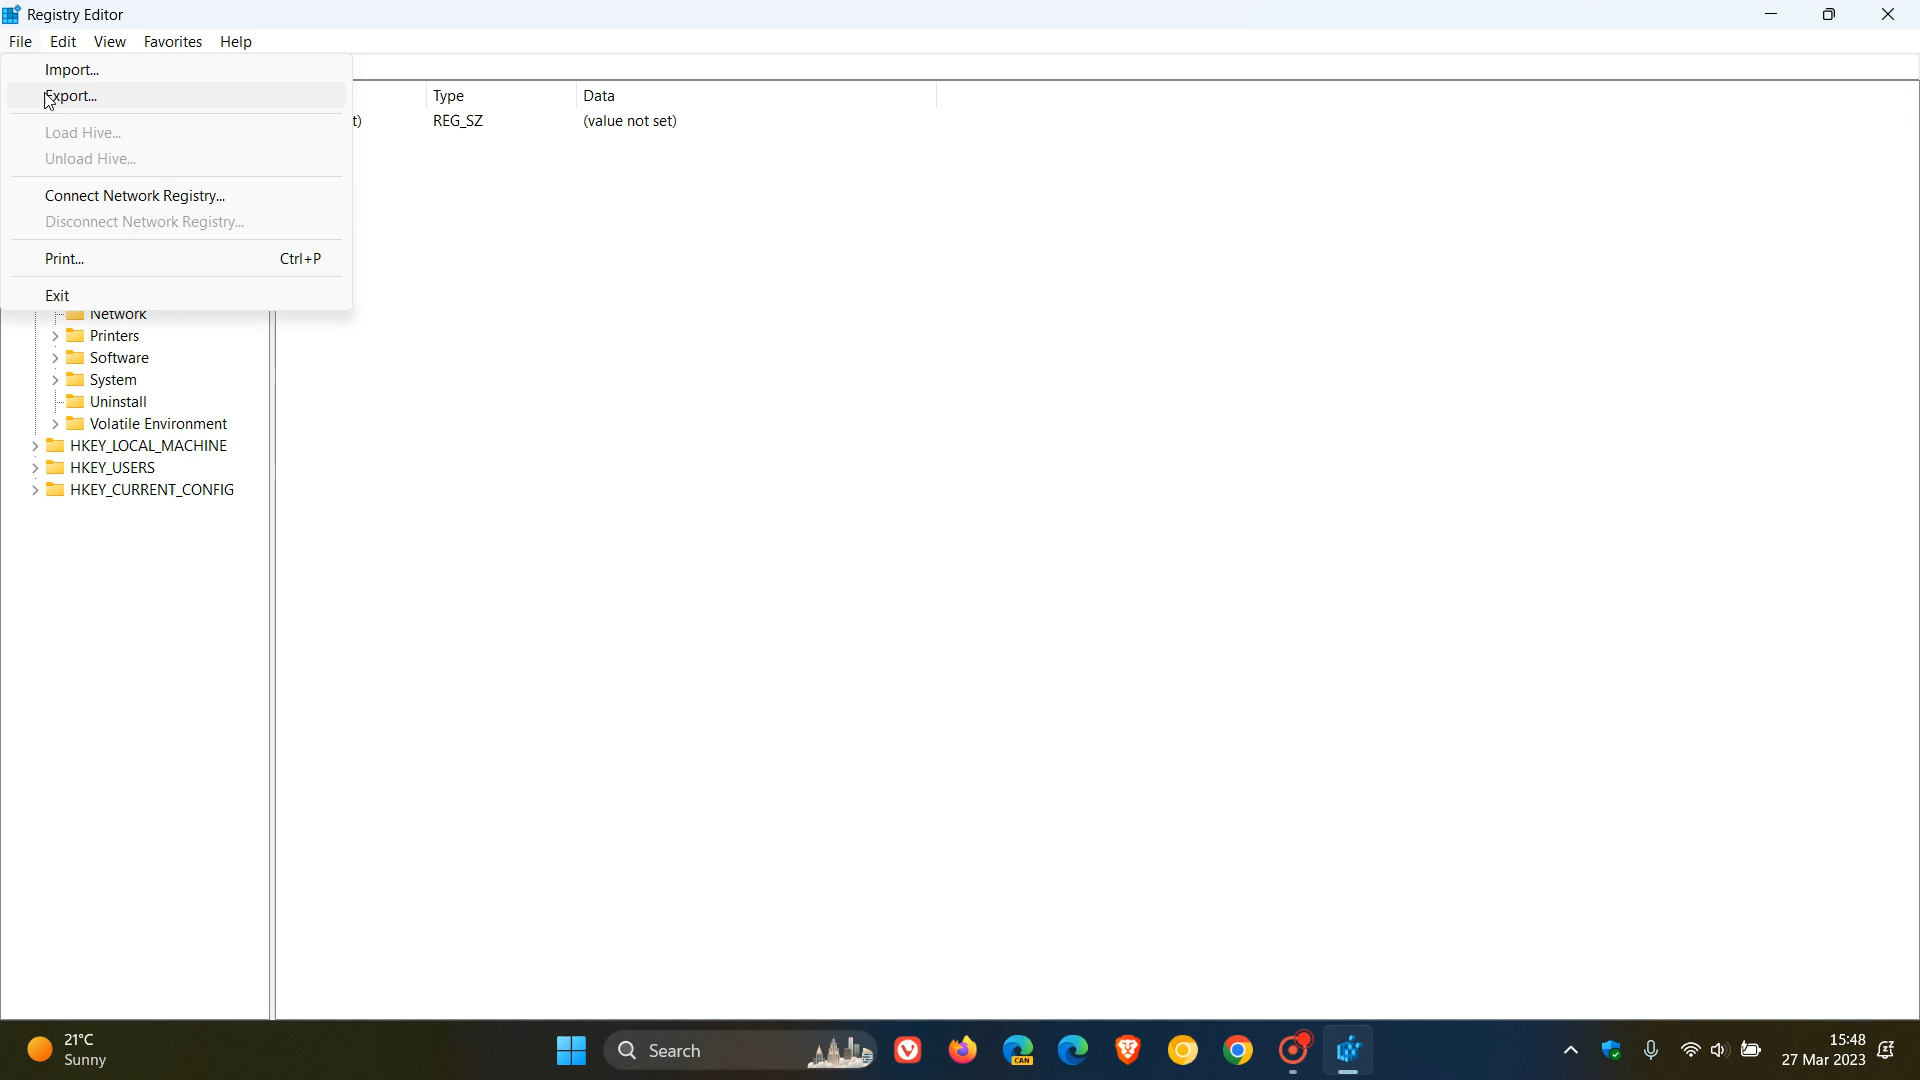 Registry Editor
File Edit View Favorites Help
Import...
Export...
Load Hive...
Unload Hive...
Connect Network Registry...
Disconnect Network Registry...
Print... Ctrl+P
Exit
Type Data
t) REG_SZ (value not set)
Network
Printers
Software
System
Uninstall
Volatile Environment
HKEY_LOCAL_MACHINE
HKEY_USERS
HKEY_CURRENT_CONFIG
21°C
Sunny
Search
CAN
15:48
27 Mar 2023